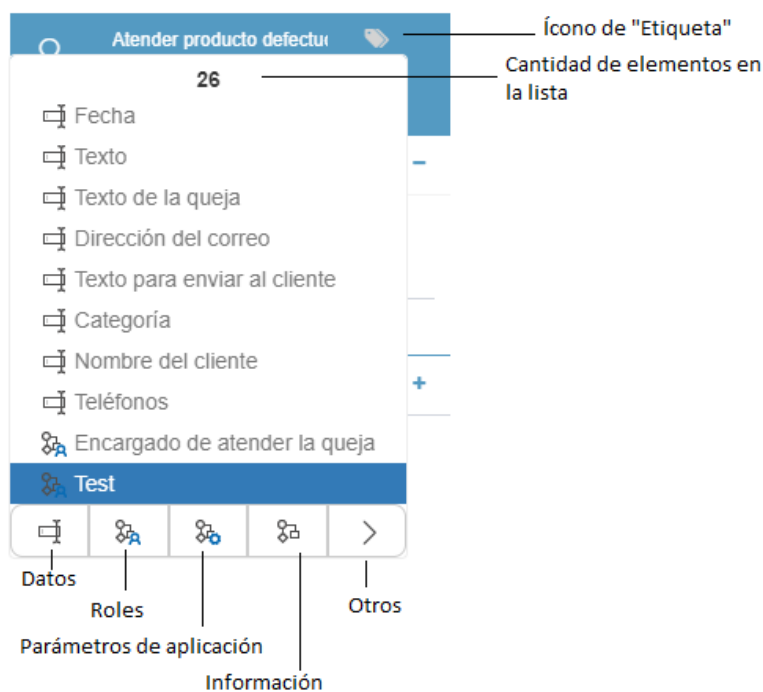 Atender producto defectu
Ícono de "Etiqueta"
26
Cantidad de elementos en
la lista
Fecha
Texto
Texto de la queja
Dirección del correo
Texto para enviar al cliente
Categoría
Nombre del cliente
Teléfonos
Encargado de atender la queja
Test
Datos
Roles
Otros
Parámetros de aplicación
Información